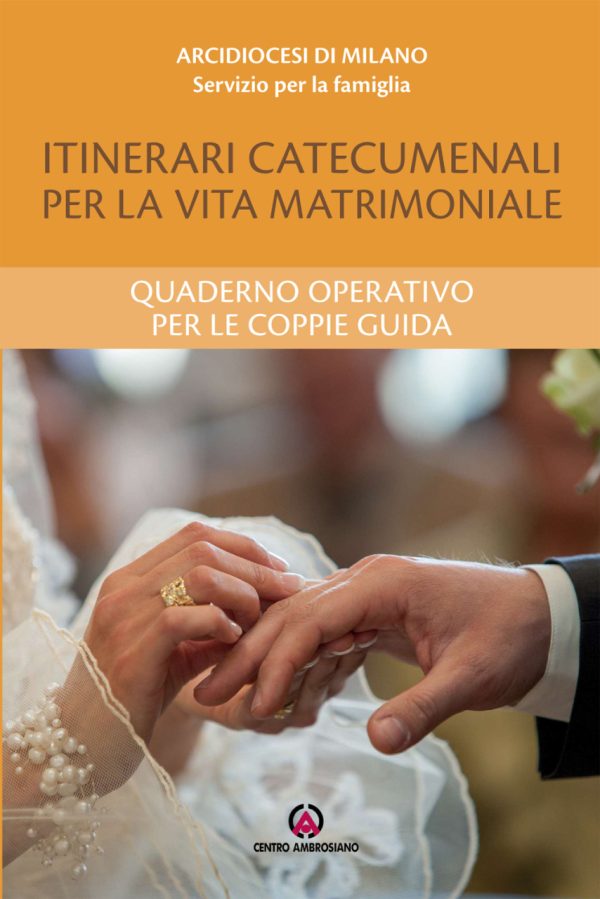 ARCIDIOCESI DI MILANO
Servizio per la famiglia
ITINERARI CATECUMENALI
PER LA VITA MATRIMONIALE
QUADERNO OPERATIVO
PER LE COPPIE GUIDA
CENTRO AMBROSIANO